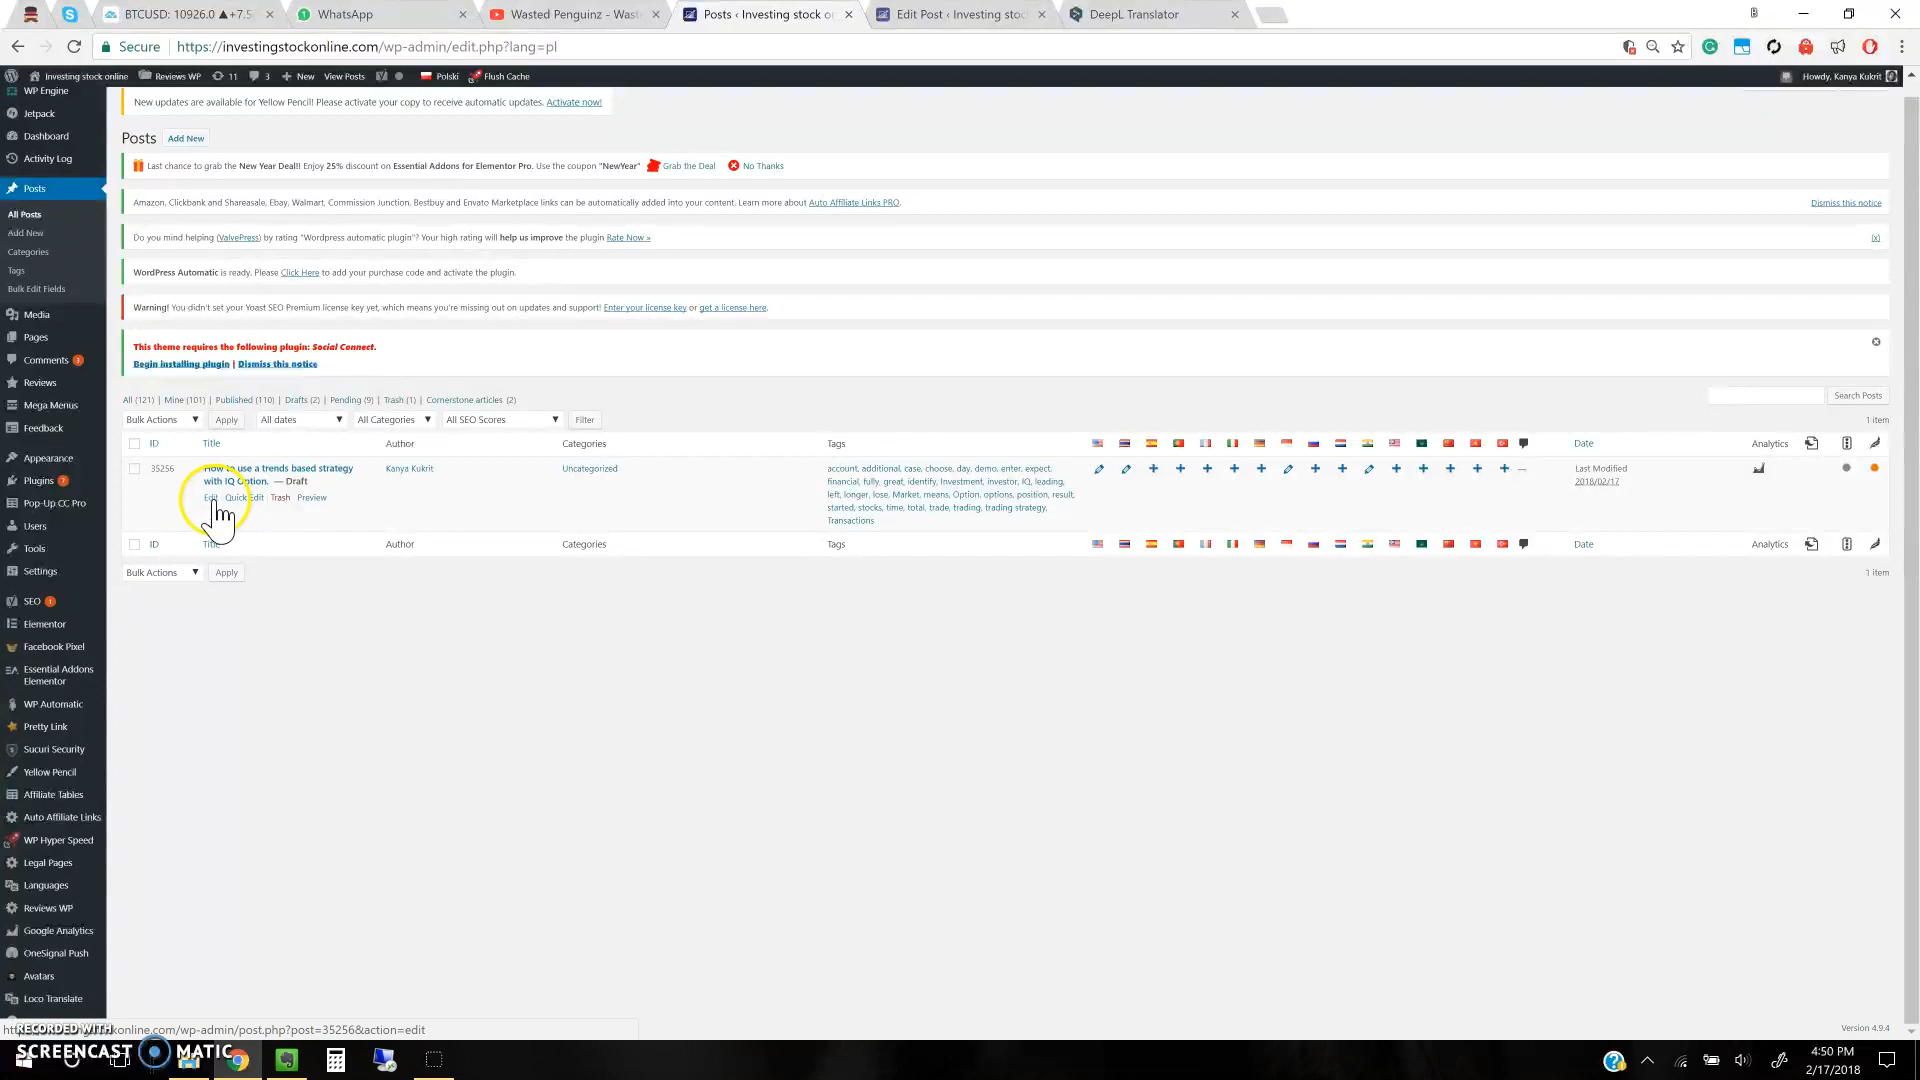 BTCUSD: 10926.0 ▲+7.5
WhatsApp
Wasted Penguinz - Wast
Posts ‹ Investing stock on
Edit Post ‹ Investing stoc
DeepL Translator
Secure
https://investingstockonline.com/wp-admin/edit.php?lang=pl
Investing stock online
Reviews WP
11
3
New
View Posts
Polski
Flush Cache
Howdy, Kanya Kukrit
WP Engine
Jetpack
Dashboard
Activity Log
Posts
All Posts
Add New
Categories
Tags
Bulk Edit Fields
Media
Pages
Comments 3
Reviews
Mega Menus
Feedback
Appearance
Plugins 7
Pop-Up CC Pro
Users
Tools
Settings
SEO 1
Elementor
Facebook Pixel
Essential Addons
Elementor
WP Automatic
Pretty Link
Sucuri Security
Yellow Pencil
Affiliate Tables
Auto Affiliate Links
WP Hyper Speed
Legal Pages
Languages
Reviews WP
Google Analytics
OneSignal Push
Avatars
Loco Translate
New updates are available for Yellow Pencil! Please activate your copy to receive automatic updates. Activate now!
Posts Add New
Last chance to grab the New Year Deal!! Enjoy 25% discount on Essential Addons for Elementor Pro. Use the coupon "NewYear" Grab the Deal No Thanks
Amazon, Clickbank and Shareasale, Ebay, Walmart, Commission Junction, Bestbuy and Envato Marketplace links can be automatically added into your content. Learn more about Auto Affiliate Links PRO. Dismiss this notice
Do you mind helping (ValvePress) by rating "Wordpress automatic plugin"? Your high rating will help us improve the plugin Rate Now » (x)
WordPress Automatic is ready. Please Click Here to add your purchase code and activate the plugin.
Warning! You didn't set your Yoast SEO Premium license key yet, which means you're missing out on updates and support! Enter your license key or get a license here.
This theme requires the following plugin: Social Connect.
Begin installing plugin | Dismiss this notice
All (121) | Mine (101) | Published (110) | Drafts (2) | Pending (9) | Trash (1) | Cornerstone articles (2)
Search Posts
Bulk Actions Apply All dates All Categories All SEO Scores Filter
1 item
ID Title Author Categories Tags Date Analytics
35256
How to use a trends based strategy
with IQ Option. — Draft
Edit Quick Edit | Trash | Preview
Kanya Kukrit
Uncategorized
account, additional, case, choose, day, demo, enter, expect,
financial, fully, great, identify, Investment, investor, IQ, leading,
left, longer, lose, Market, means, Option, options, position, result,
started, stocks, time, total, trade, trading, trading strategy,
Transactions
Last Modified
2018/02/17
ID Title Author Categories Tags Date Analytics
Bulk Actions Apply
1 item
Version 4.9.4
konline.com/wp-admin/post.php?post=35256&action=edit
RECORDED WITH
SCREENCAST MATIC
4:50 PM
2/17/2018